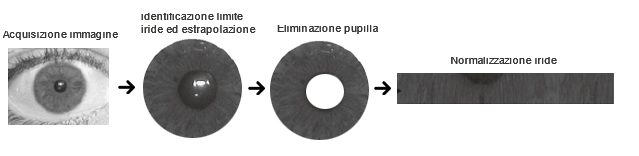 Acquisizione immagine
Identificazione limite
iride ed estrapolazione
Eliminazione pupilla
Normalizzazione iride